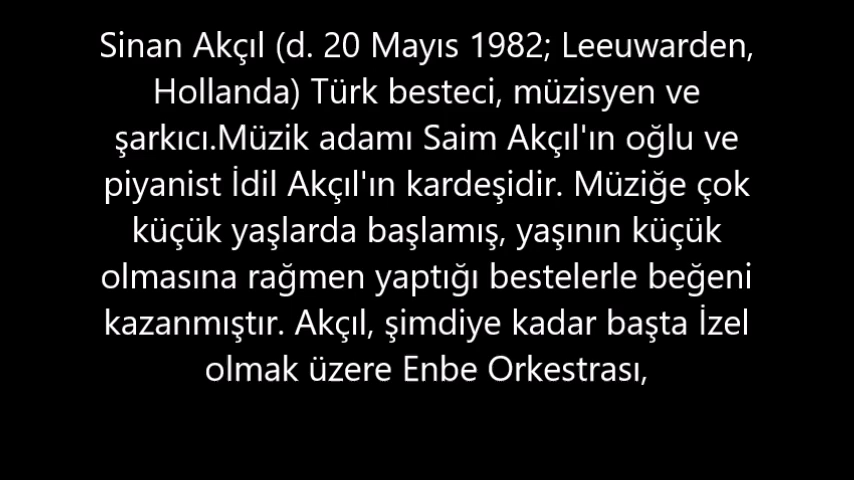 Sinan Akçıl (d. 20 Mayıs 1982; Leeuwarden,
Hollanda) Türk besteci, müzisyen ve
şarkıcı.Müzik adamı Saim Akçıl'ın oğlu ve
piyanist İdil Akçıl'ın kardeşidir. Müziğe çok
küçük yaşlarda başlamış, yaşının küçük
olmasına rağmen yaptığı bestelerle beğeni
kazanmıştır. Akçıl, şimdiye kadar başta İzel
olmak üzere Enbe Orkestrası,